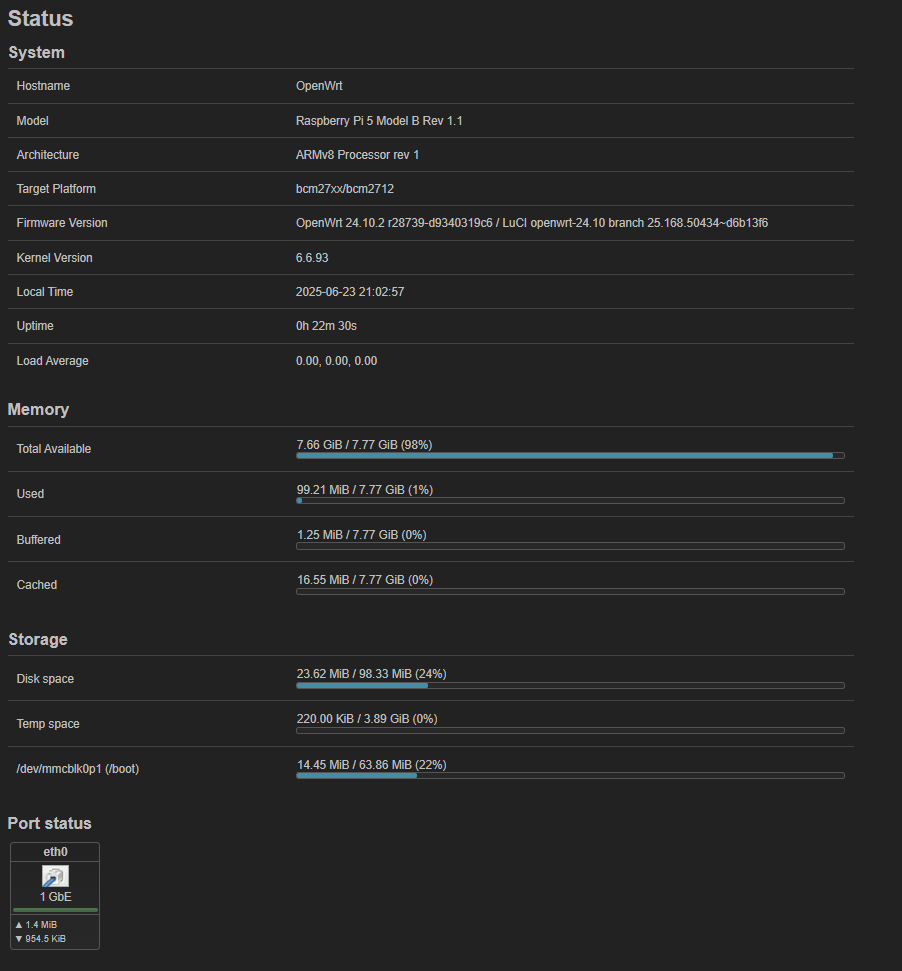 Status
System
Hostname OpenWrt
Model Raspberry Pi 5 Model B Rev 1.1
Architecture ARMv8 Processor rev 1
Target Platform bcm27xx/bcm2712
Firmware Version OpenWrt 24.10.2 r28739-d9340319c6 / LuCI openwrt-24.10 branch 25.168.50434~d6b13f6
Kernel Version 6.6.93
Local Time 2025-06-23 21:02:57
Uptime 0h 22m 30s
Load Average 0.00, 0.00, 0.00
Memory
Total Available 7.66 GiB / 7.77 GiB (98%)
Used 99.21 MiB / 7.77 GiB (1%)
Buffered 1.25 MiB / 7.77 GiB (0%)
Cached 16.55 MiB / 7.77 GiB (0%)
Storage
Disk space 23.62 MiB / 98.33 MiB (24%)
Temp space 220.00 KiB / 3.89 GiB (0%)
/dev/mmcblk0p1 (/boot) 14.45 MiB / 63.86 MiB (22%)
Port status
eth0
1 GbE
▲ 1.4 MiB
▼ 954.5 KiB